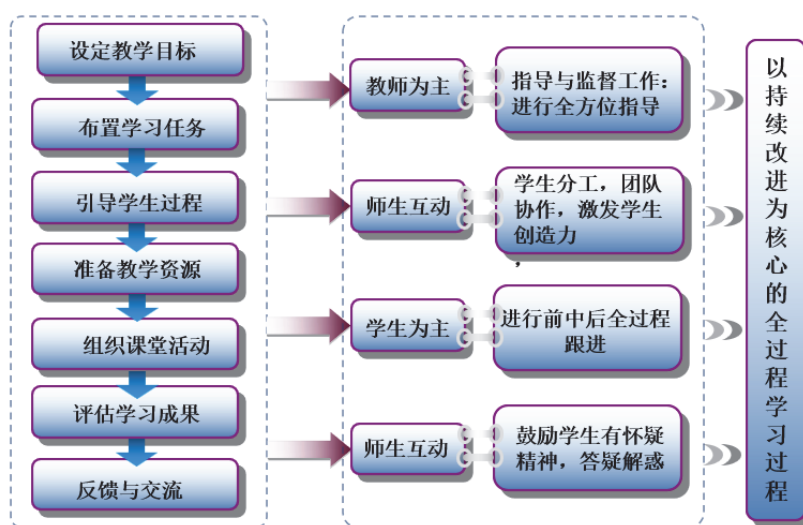 设定教学目标
布置学习任务
引导学生过程
准备教学资源
组织课堂活动
评估学习成果
反馈与交流
教师为主
指导与监督工作：
进行全方位指导
师生互动
学生分工，团队
协作，激发学生
创造力
，
学生为主
进行前中后全过程
跟进
师生互动
鼓励学生有怀疑
精神，答疑解惑
以持续改进为核心的全过程学习过程